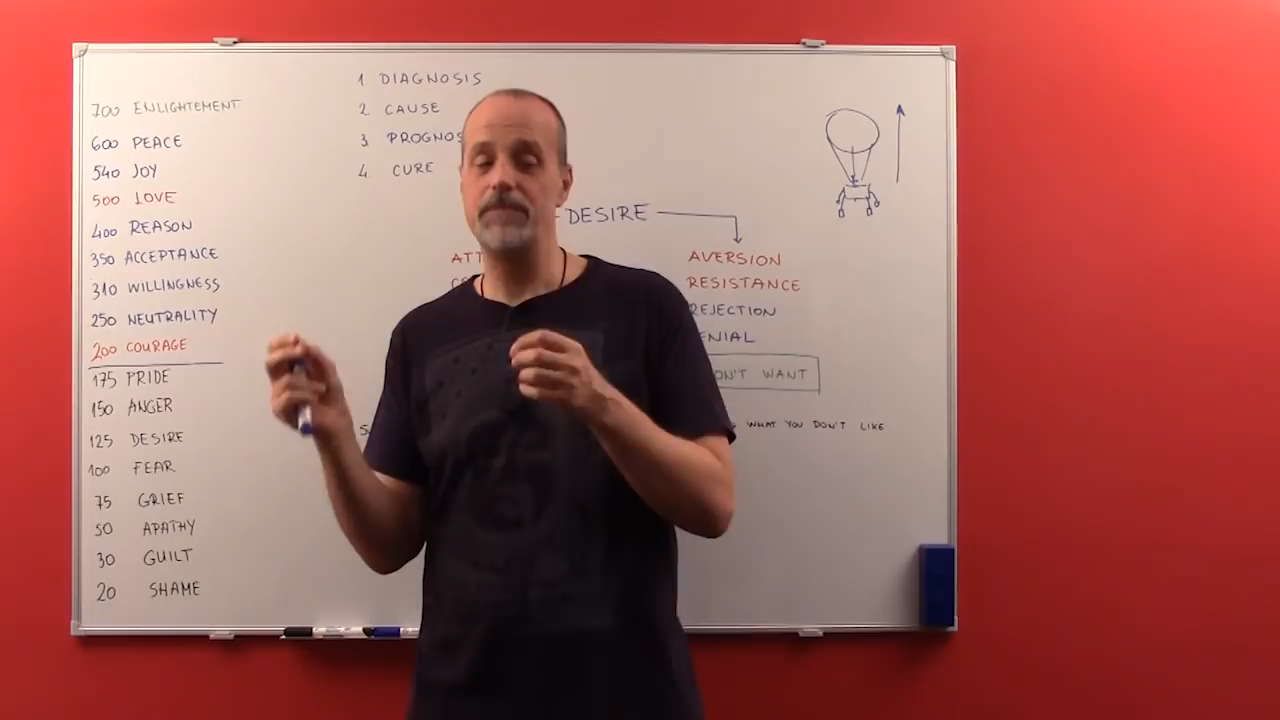 700 ENLIGHTEMENT
600 PEACE
540 JOY
500 LOVE
400 REASON
350 ACCEPTANCE
310 WILLINGNESS
250 NEUTRALITY
200 COURAGE
175 PRIDE
150 ANGER
125 DESIRE
100 FEAR
75 GRIEF
50 APATHY
30 GUILT
20 SHAME
1. DIAGNOSIS
2. CAUSE
3. PROGNOS
4. CURE
DESIRE
ATT
AVERSION
RESISTANCE
REJECTION
ENIAL
ON'T WANT
WHAT YOU DON'T LIKE